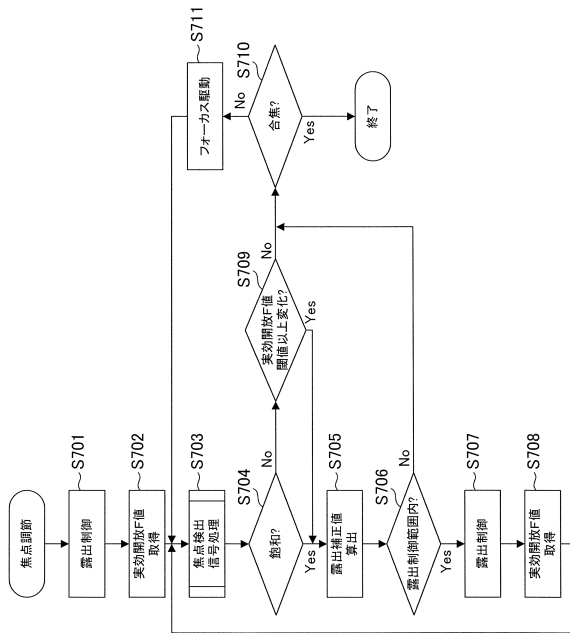 焦点調節
S701
露出制御
S702
実効開放F値
取得
S703
焦点検出
信号処理
S704
飽和?
No
Yes
S705
露出補正値
算出
S706
露出制御範囲内?
No
Yes
S707
露出制御
S708
実効開放F値
取得
S709
実効開放F値
閾値以上変化?
No
Yes
S710
合焦?
No
Yes
S711
フォーカス駆動
終了